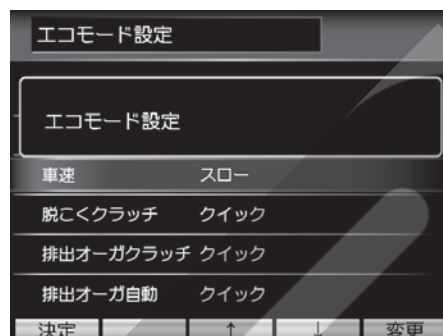 エコモード設定
エコモード設定
車速 スロー
脱こくクラッチ クイック
排出オーガクラッチ クイック
排出オーガ自動 クイック
決定 ↑ ↓ 変更